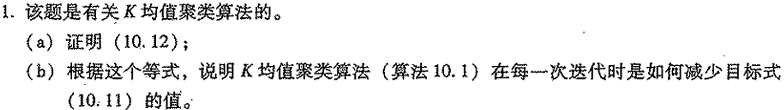 1. 该题是有关 K 均值聚类算法的。
(a) 证明 (10.12)；
(b) 根据这个等式，说明 K 均值聚类算法（算法 10.1）在每一次迭代时是如何减少目标式
(10.11) 的值。